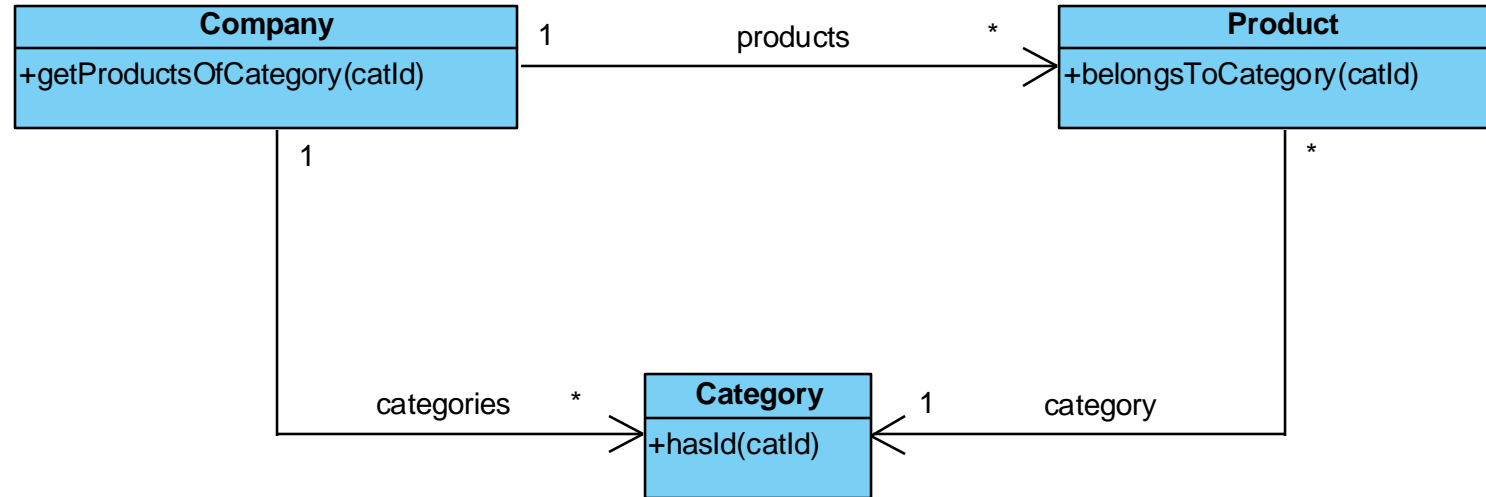 Company
+getProductsOfCategory(catId)
1
products
*
Product
+belongsToCategory(catId)
1
*
categories
*
Category
+hasId(catId)
1
category